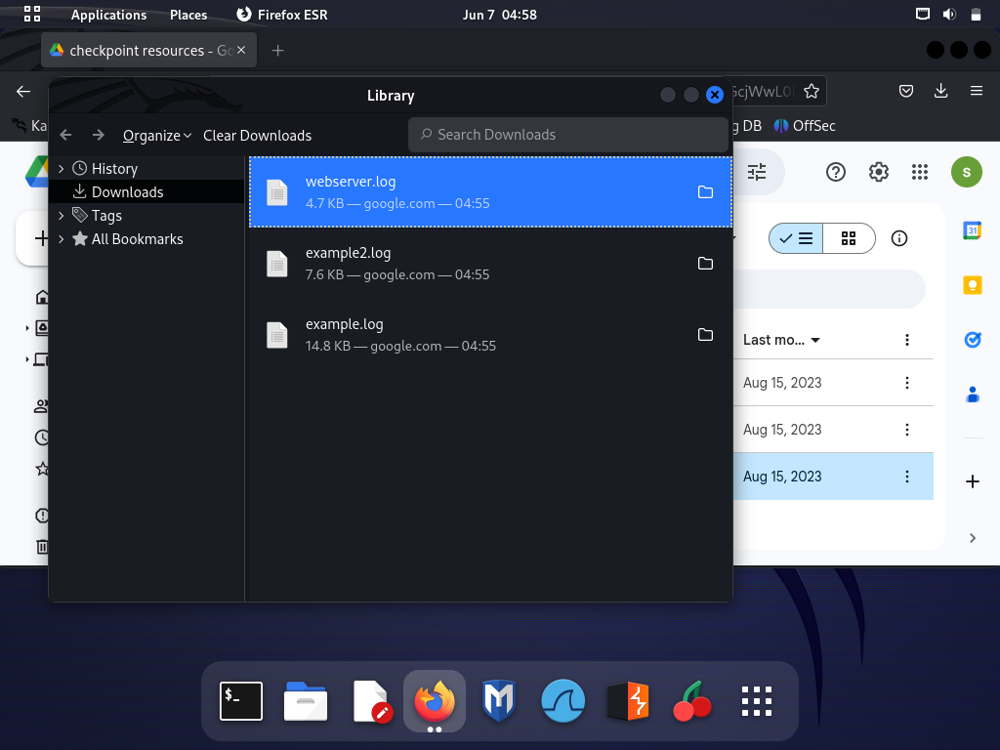 Applications Places Firefox ESR Jun 7 04:58
checkpoint resources - Go
Library
Organize Clear Downloads Search Downloads
g DB OffSec
Ka
History
Downloads
Tags
All Bookmarks
webserver.log
4.7 KB — google.com — 04:55
example2.log
7.6 KB — google.com — 04:55
example.log
14.8 KB — google.com — 04:55
S
31
Last mo...
Aug 15, 2023
Aug 15, 2023
Aug 15, 2023
$_